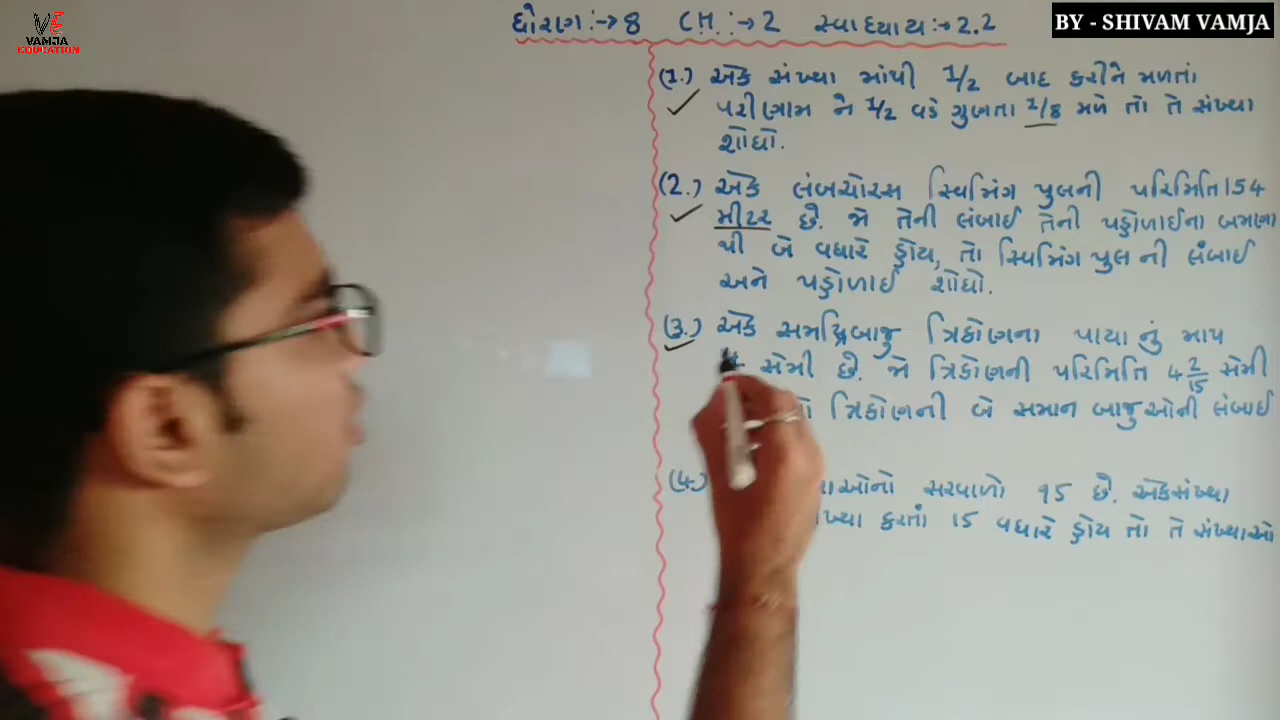 VE
VAMJA
EDUCATION
BY - SHIVAM VAMJA
ધોરણ:→8 CH.:→2 સ્વાધ્યાય:→2.2
(1.) એક સંખ્યા માંથી 1/2 બાદ કરીને મળતાં
પરીણામ ને 1/2 વડે ગુણતા 1/8 મળે તો તે સંખ્યા
શોધો.
(2.) એક લંબચોરસ સ્વિમિંગ પુલની પરિમિતિ 154
મીટર છે. જો તેની લંબાઈ તેની પહોળાઈના બમણા
થી બે વધારે હોય, તો સ્વિમિંગ પુલ ની લંબાઈ
અને પહોળાઈ શોધો.
(3.) એક સમદ્વિબાજુ ત્રિકોણના પાયા નું માપ
સેમી છે. જો ત્રિકોણની પરિમિતિ 4 2/15 સેમી
ત્રિકોણની બે સમાન બાજુઓની લંબાઈ
(4.) સરવાળો 95 છે. એકસંખ્યા
કરતાં 15 વધારે હોય તો તે સંખ્યાઓ